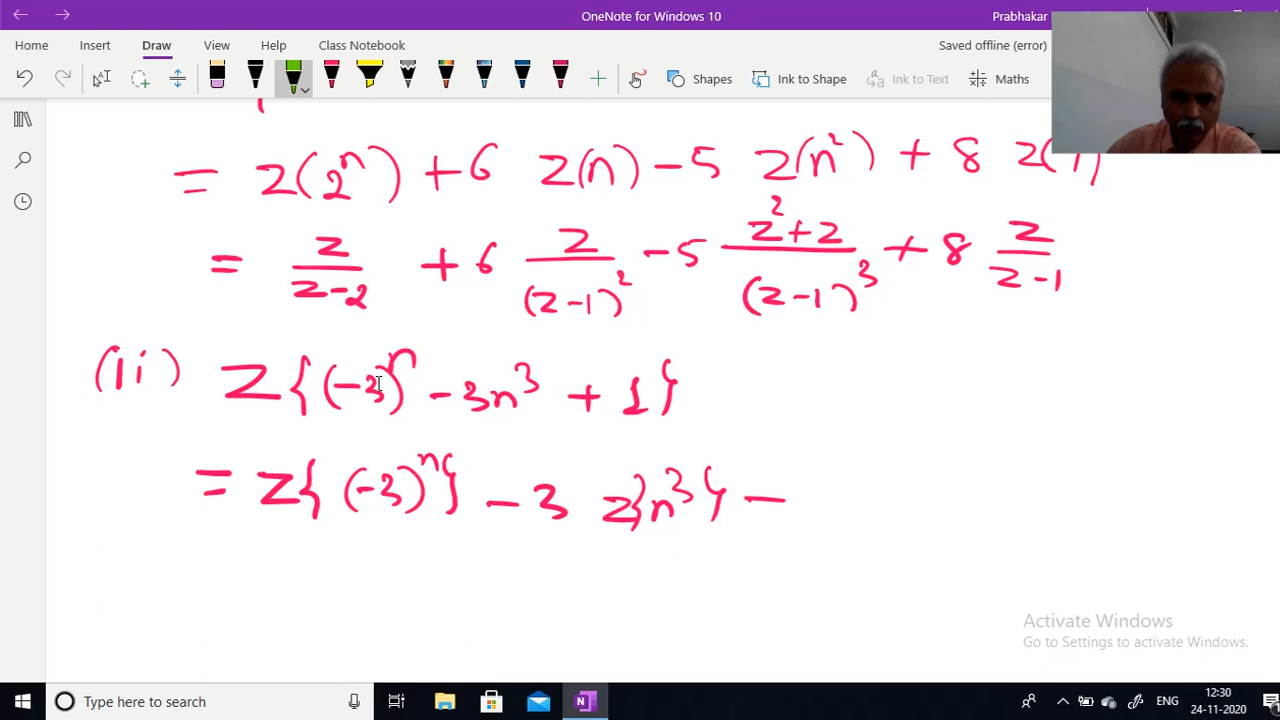 OneNote for Windows 10
Prabhakar
Home Insert Draw View Help Class Notebook
Saved offline (error)
Shapes Ink to Shape Ink to Text Maths
= z(2^n) + 6 z(n) - 5 z(n^2) + 8 z(1)
= z/(z-2) + 6 z/(z-1)^2 - 5 (z^2+z)/(z-1)^3 + 8 z/(z-1)
(ii) Z{(-3)^n - 3n^3 + 1}
= Z{(-3)^n} - 3 z{n^3} -
Activate Windows
Go to Settings to activate Windows.
Type here to search
ENG
12:30
24-11-2020